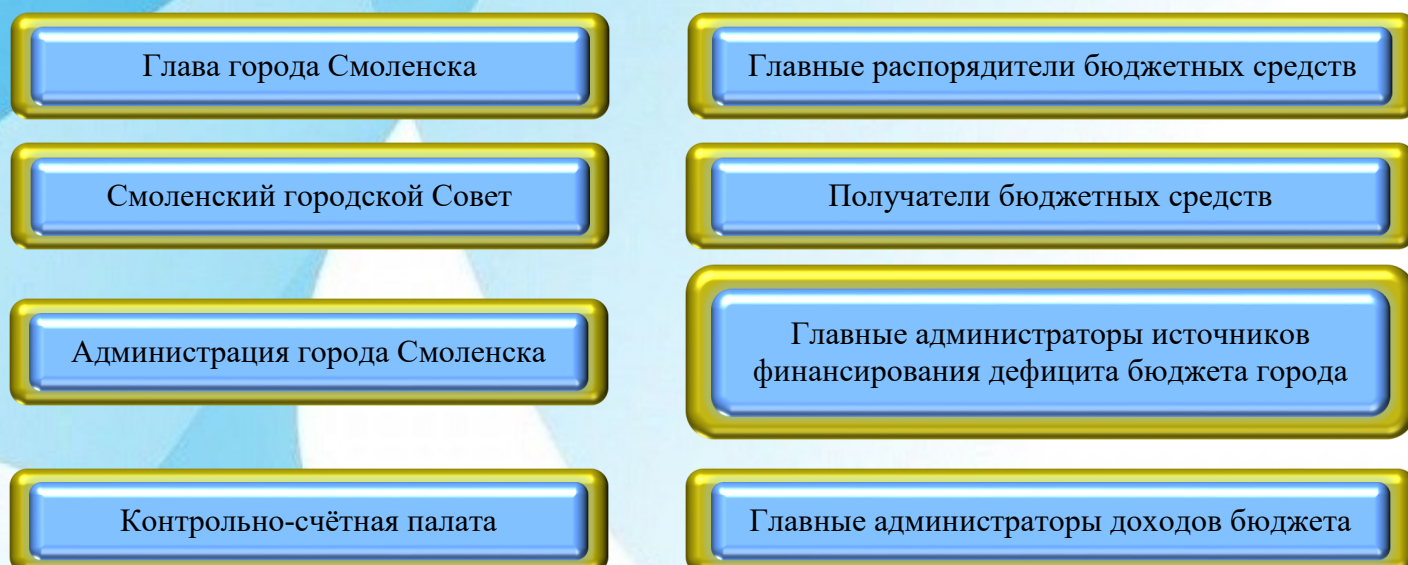 Глава города Смоленска
Главные распорядители бюджетных средств
Смоленский городской Совет
Получатели бюджетных средств
Администрация города Смоленска
Главные администраторы источников
финансирования дефицита бюджета города
Контрольно-счётная палата
Главные администраторы доходов бюджета